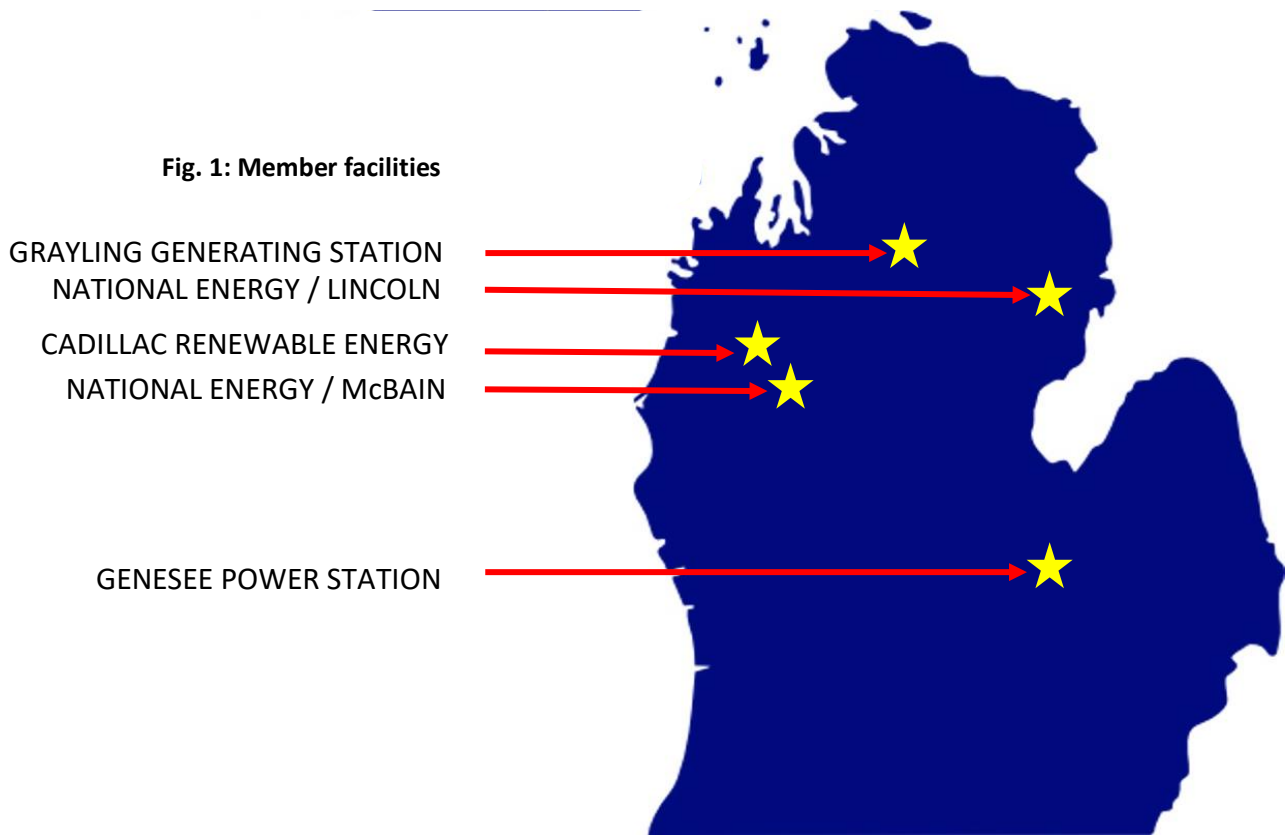 Fig. 1: Member facilities
GRAYLING GENERATING STATION
NATIONAL ENERGY / LINCOLN
CADILLAC RENEWABLE ENERGY
NATIONAL ENERGY / McBAIN
GENESEE POWER STATION